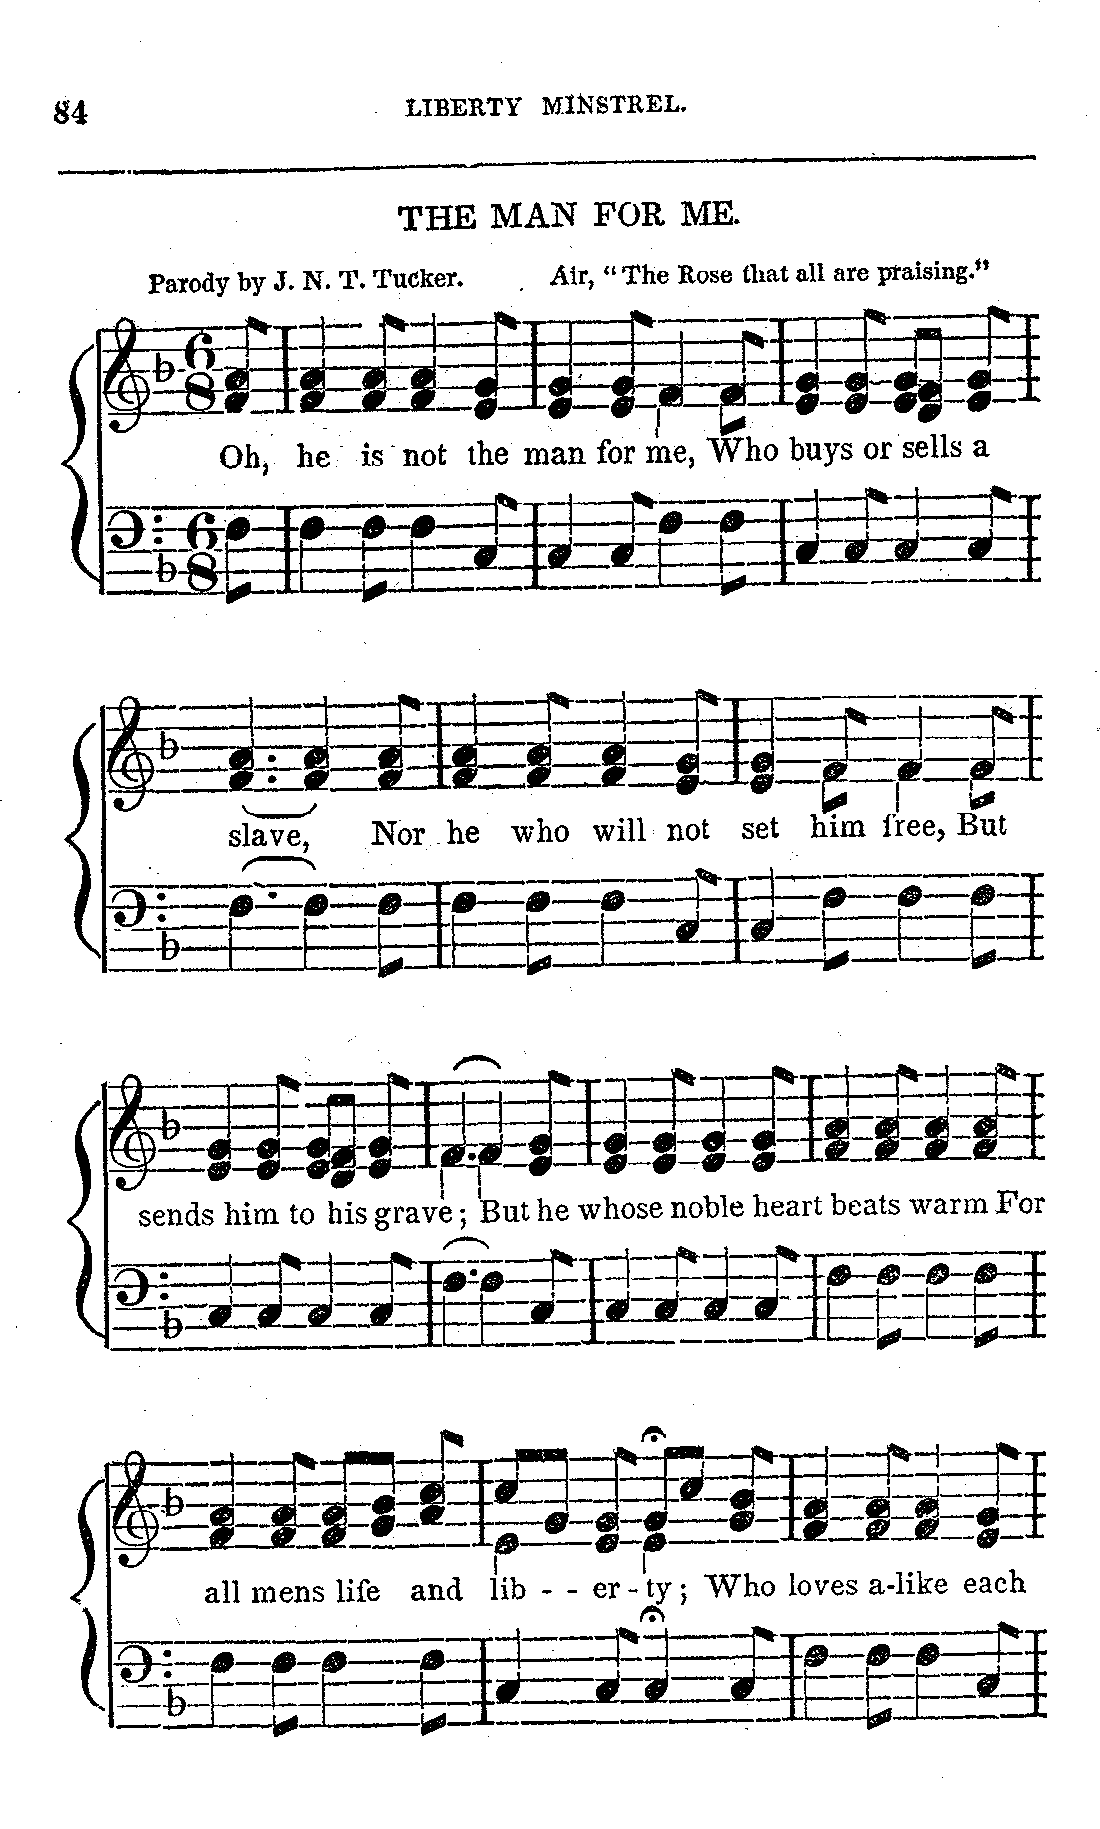 84 LIBERTY MINSTREL.
THE MAN FOR ME.
Parody by J. N. T. Tucker. Air, "The Rose that all are praising."
Oh, he is not the man for me, Who buys or sells a
slave, Nor he who will not set him free, But
sends him to his grave; But he whose noble heart beats warm For
all mens life and lib - - er - ty; Who loves a-like each